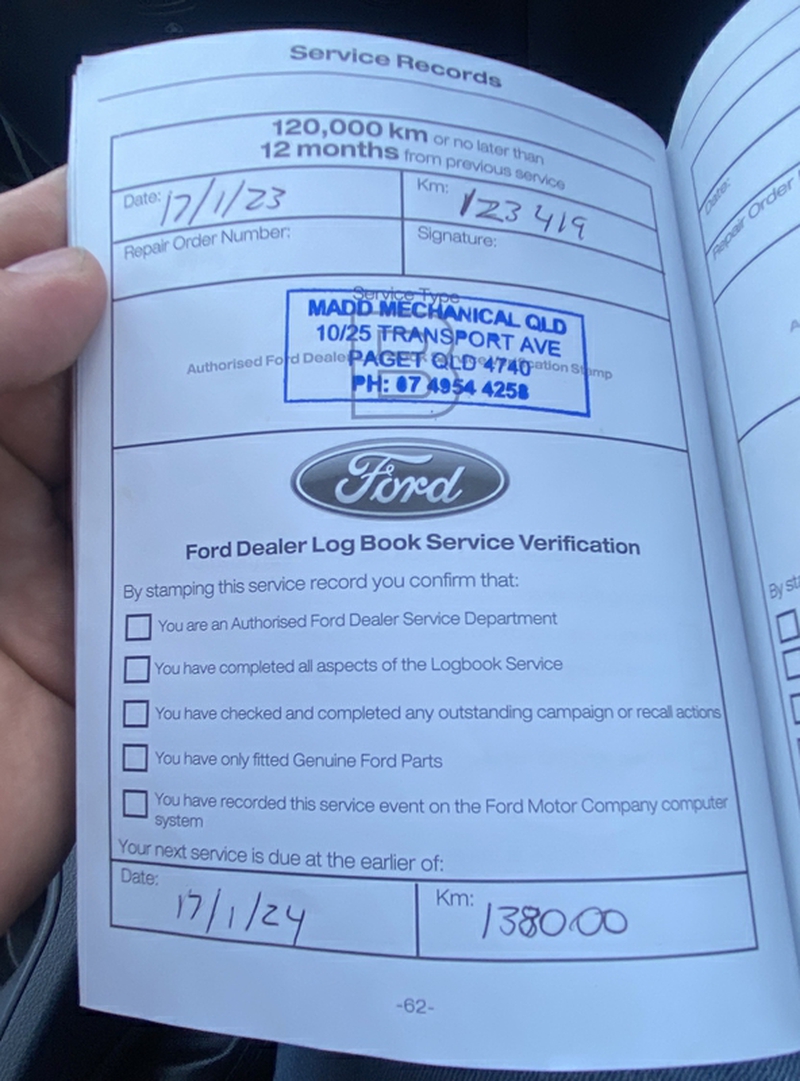 Service Records
120,000 km or no later than
12 months from previous service
Date: 17/1/23
Km: 123 419
Repair Order Number:
Signature:
Service Type
B
MADD MECHANICAL QLD
10/25 TRANSPORT AVE
Authorised Ford Deale
PAGET QLD 4740
cation Stamp
PH: 07 4954 4258
Ford
Ford Dealer Log Book Service Verification
By stamping this service record you confirm that:
You are an Authorised Ford Dealer Service Department
You have completed all aspects of the Logbook Service
You have checked and completed any outstanding campaign or recall actions
You have only fitted Genuine Ford Parts
You have recorded this service event on the Ford Motor Company computer
system
Your next service is due at the earlier of:
Date: 17/1/24
Km: 138000
-62-
Date:
Repair Order
A
By st